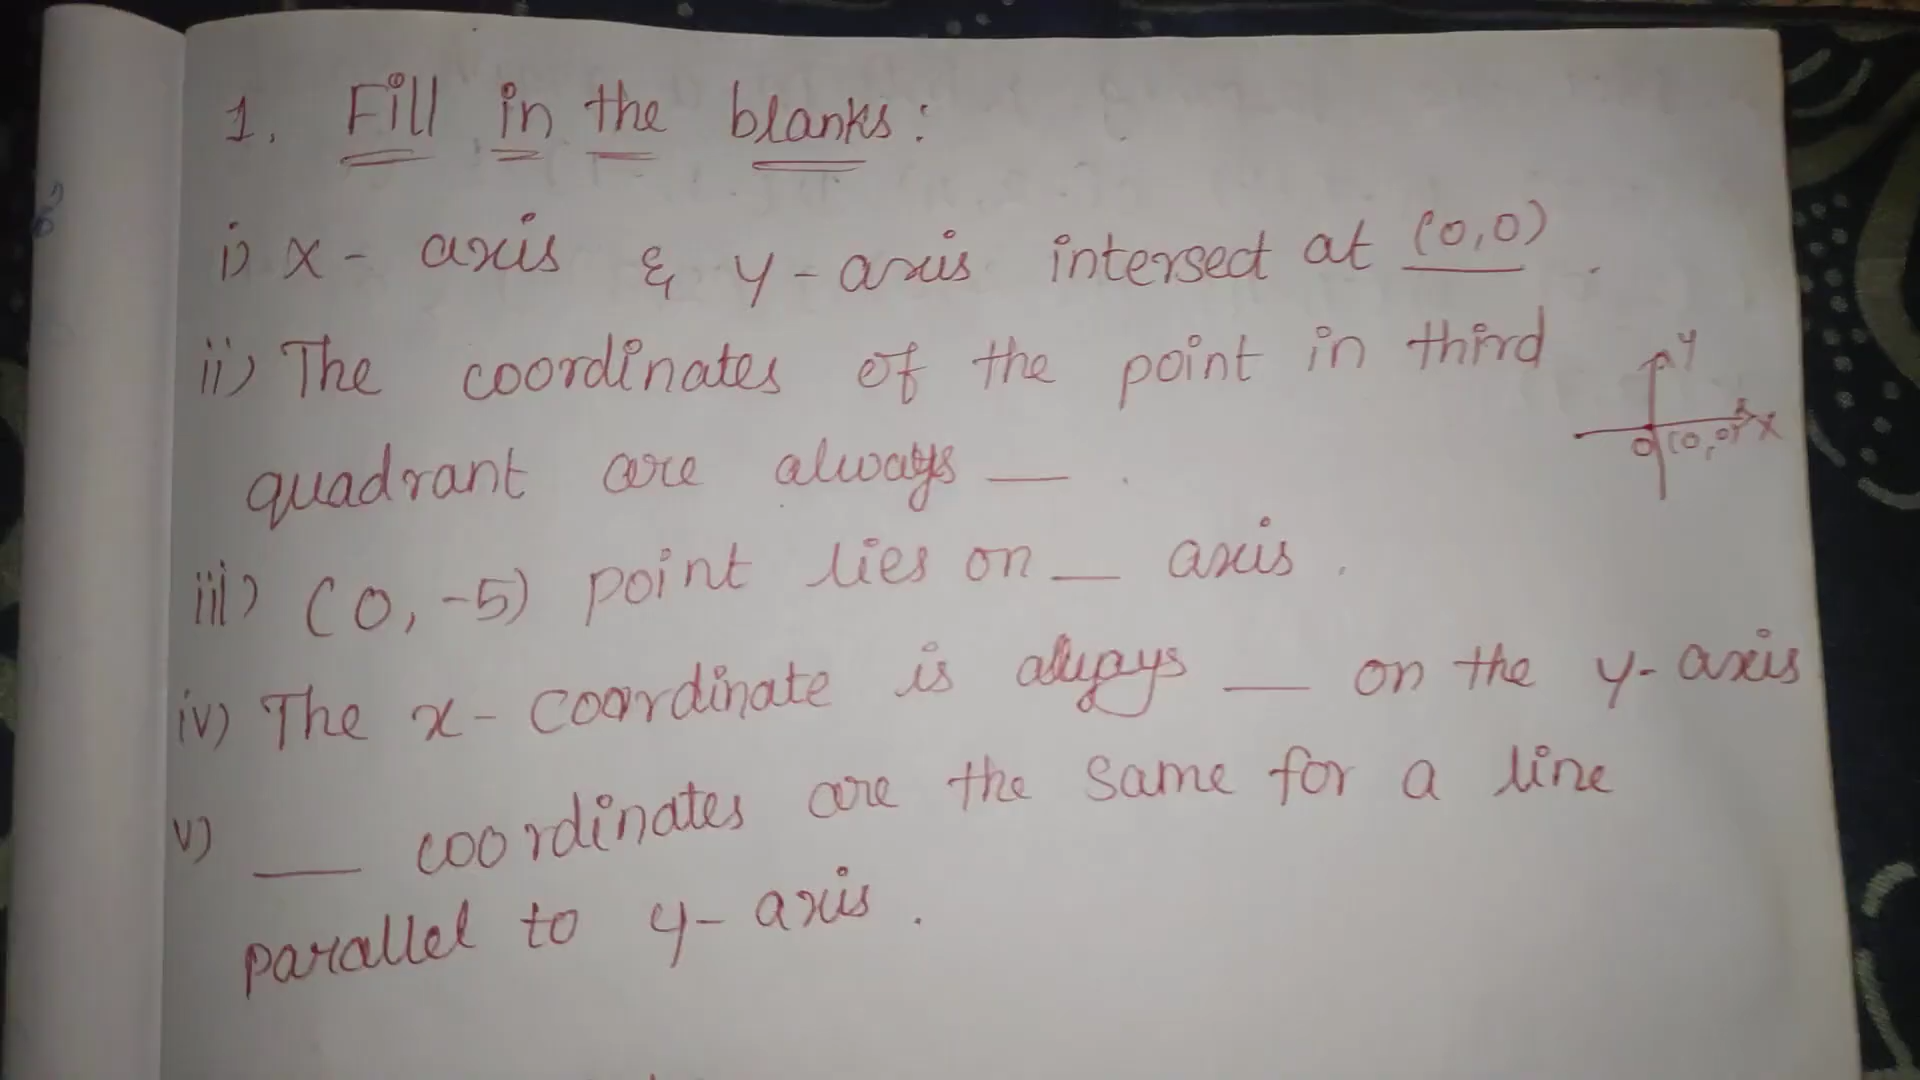 1. Fill in the blanks:
i) x-axis & y-axis intersect at (0,0).
ii) The coordinates of the point in third
quadrant are always __.
y
x
0 (0,0)
iii) (0,-5) point lies on __ axis.
iv) The x-coordinate is always __ on the y-axis
v) __ coordinates are the same for a line
parallel to y-axis.